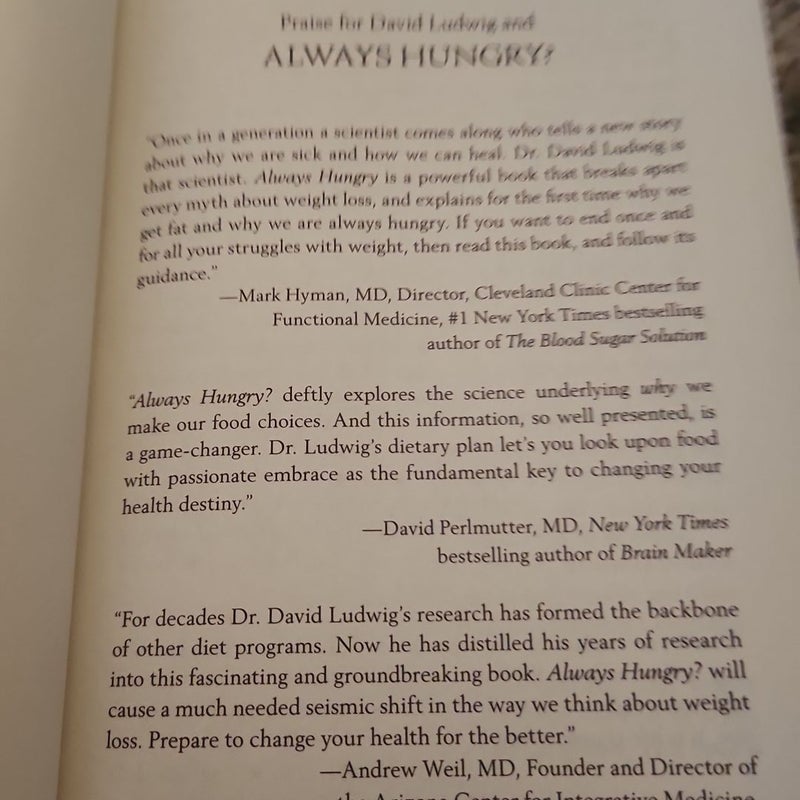 Praise for David Ludwig and
ALWAYS HUNGRY?
"Once in a generation a scientist comes along who tells a new story
about why we are sick and how we can heal. Dr. David Ludwig is
that scientist. Always Hungry is a powerful book that breaks apart
every myth about weight loss, and explains for the first time why we
get fat and why we are always hungry. If you want to end once and
for all your struggles with weight, then read this book, and follow its
guidance."
—Mark Hyman, MD, Director, Cleveland Clinic Center for
Functional Medicine, #1 New York Times bestselling
author of The Blood Sugar Solution
"Always Hungry? deftly explores the science underlying why we
make our food choices. And this information, so well presented, is
a game-changer. Dr. Ludwig's dietary plan let's you look upon food
with passionate embrace as the fundamental key to changing your
health destiny."
—David Perlmutter, MD, New York Times
bestselling author of Brain Maker
"For decades Dr. David Ludwig's research has formed the backbone
of other diet programs. Now he has distilled his years of research
into this fascinating and groundbreaking book. Always Hungry? will
cause a much needed seismic shift in the way we think about weight
loss. Prepare to change your health for the better."
—Andrew Weil, MD, Founder and Director of
the Arizona Center for Integrative Medicine